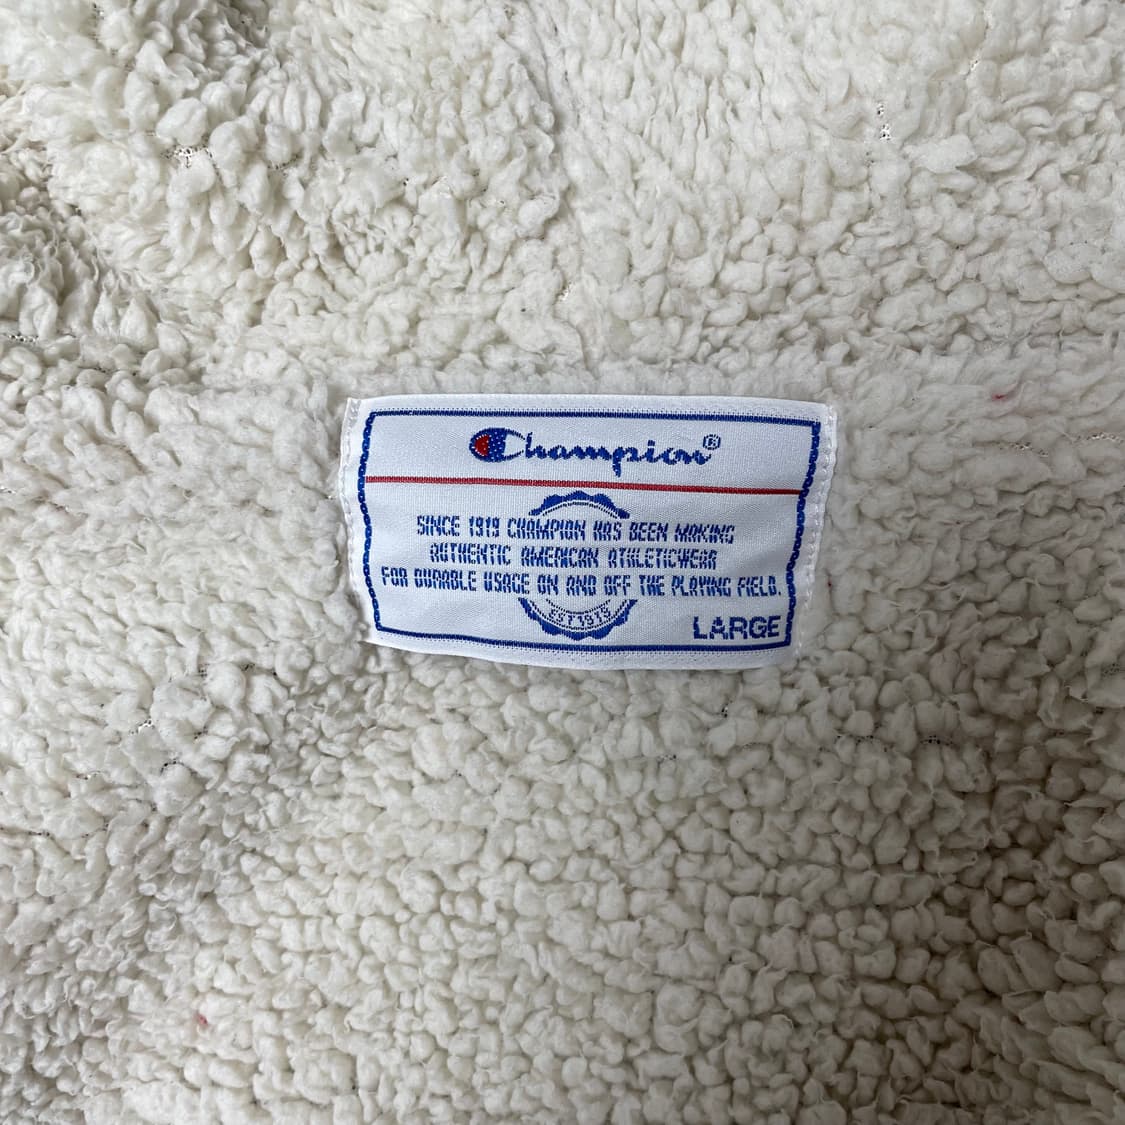 Champion®
SINCE 1919 CHAMPION HAS BEEN MAKING
AUTHENTIC AMERICAN ATHLETICWEAR
FOR DURABLE USAGE ON AND OFF THE PLAYING FIELD.
EST 1919
LARGE